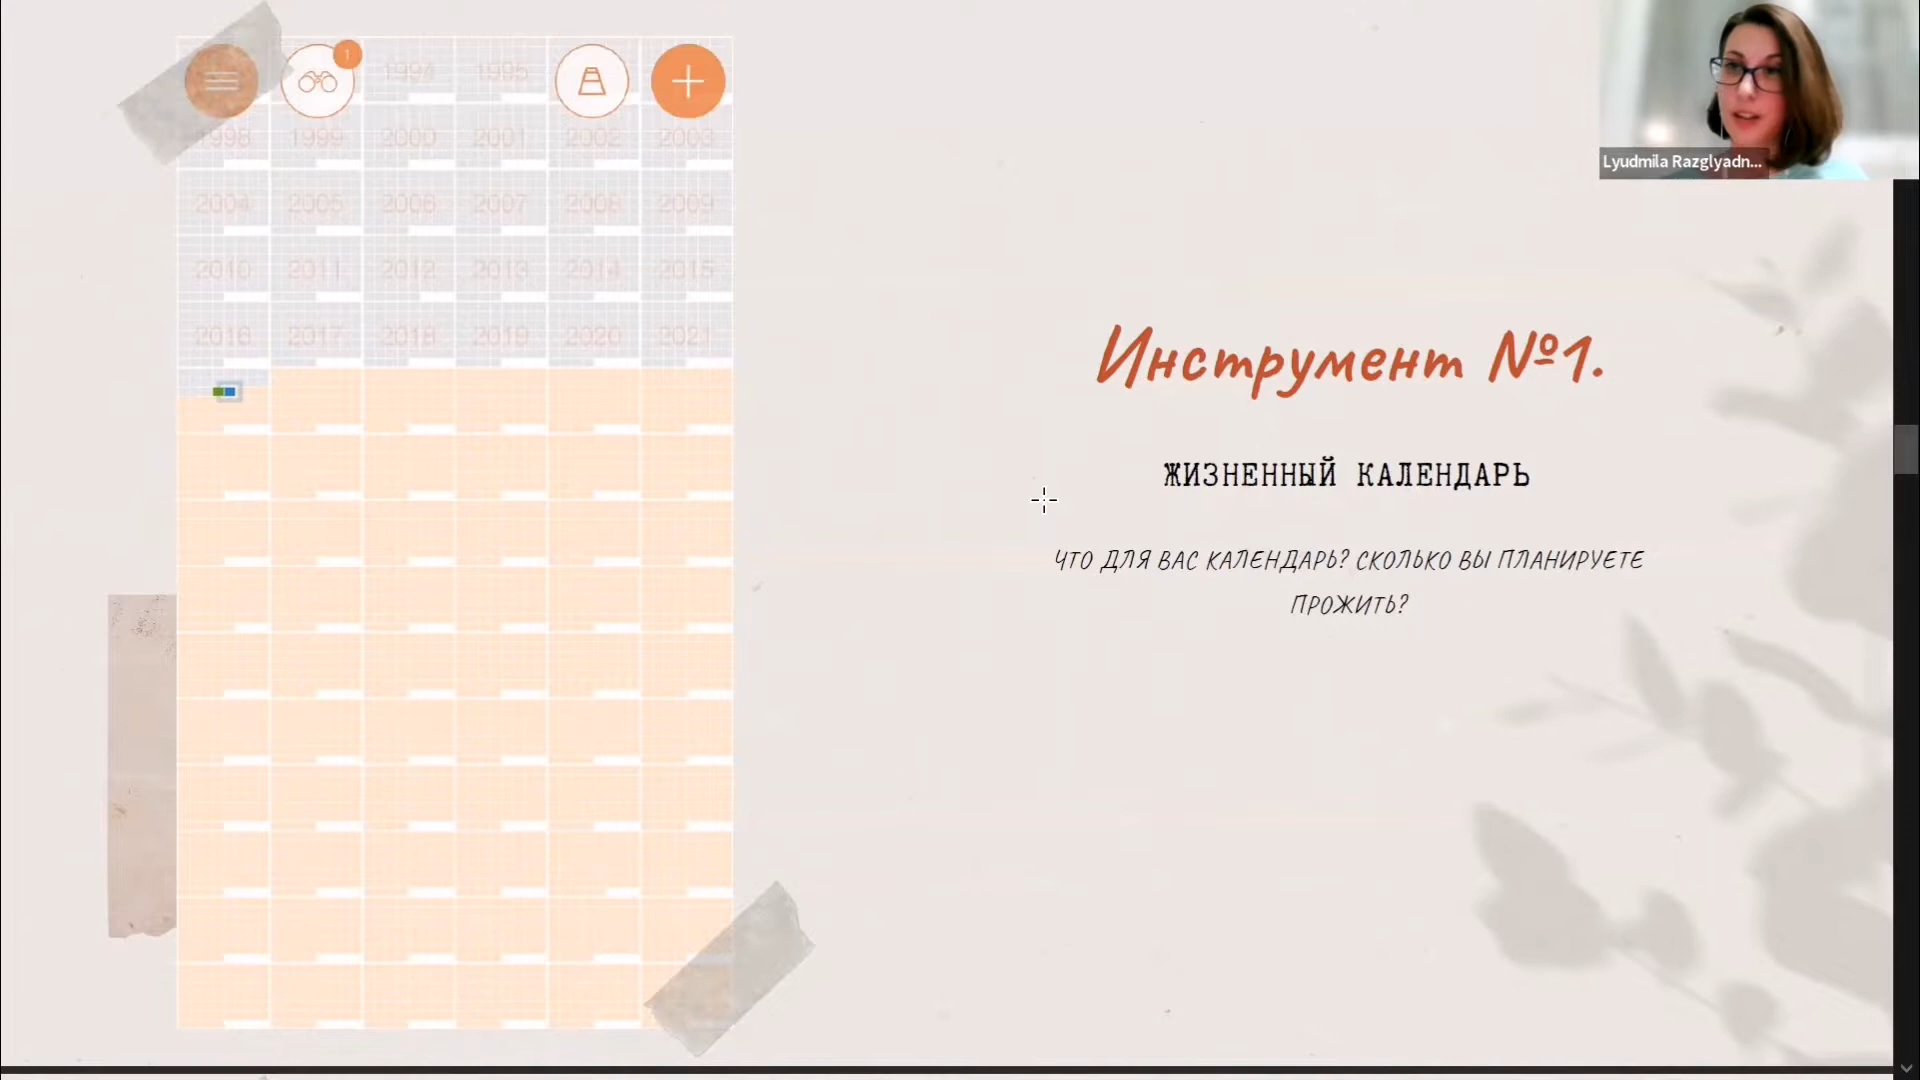 1
1994 1995
1998 1999 2000 2001 2002 2003
2004 2005 2006 2007 2008 2009
2010 2011 2012 2013 2014 2015
2016 2017 2018 2019 2020 2021
Lyudmila Razglyadn...
Инструмент №1.
ЖИЗНЕННЫЙ КАЛЕНДАРЬ
ЧТО ДЛЯ ВАС КАЛЕНДАРЬ? СКОЛЬКО ВЫ ПЛАНИРУЕТЕ
ПРОЖИТЬ?